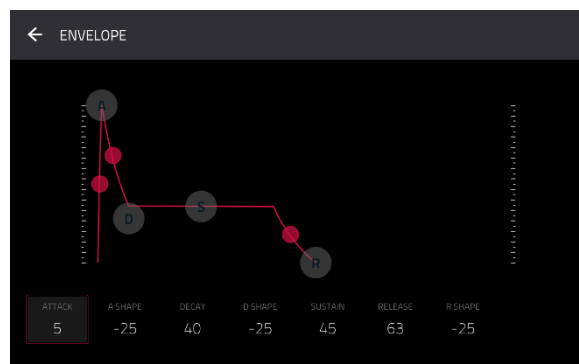 ENVELOPE
A
D
S
R
ATTACK A SHAPE DECAY D SHAPE SUSTAIN RELEASE R SHAPE
5 -25 40 -25 45 63 -25